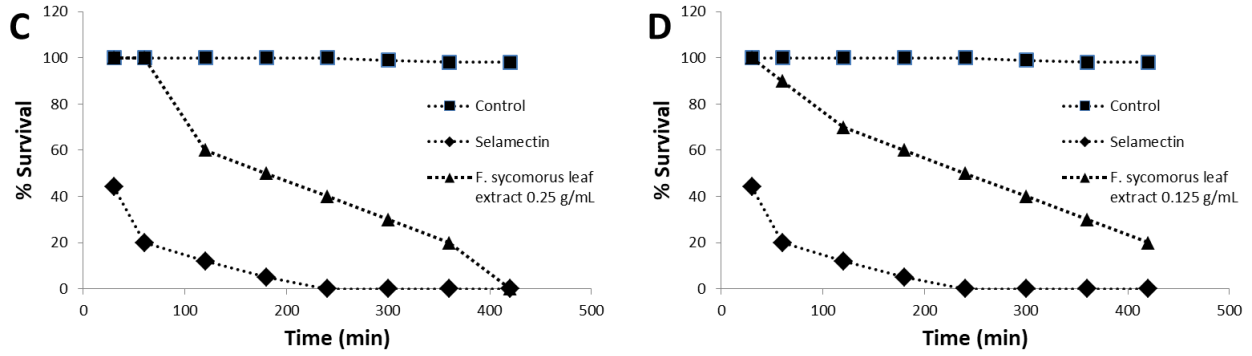 C
120
100
80
60
40
20
0
% Survival
0 100 200 300 400 500
Time (min)
Control
Selamectin
F. sycomorus leaf
extract 0.25 g/mL
D
120
100
80
60
40
20
0
% Survival
0 100 200 300 400 500
Time (min)
Control
Selamectin
F. sycomorus leaf
extract 0.125 g/mL